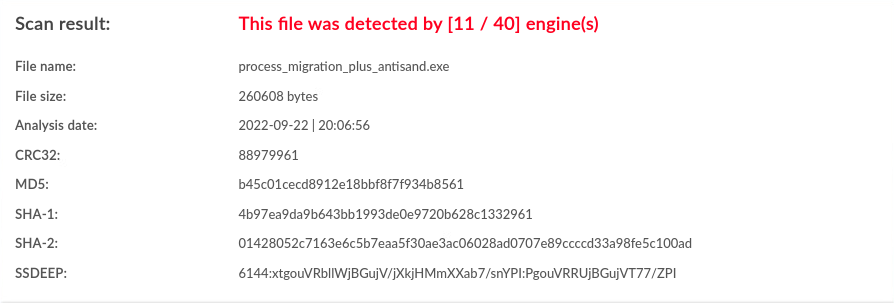 Scan result: This file was detected by [11 / 40] engine(s)
File name: process_migration_plus_antisand.exe
File size: 260608 bytes
Analysis date: 2022-09-22 | 20:06:56
CRC32: 88979961
MD5: b45c01cecd8912e18bbf8f7f934b8561
SHA-1: 4b97ea9da9b643bb1993de0e9720b628c1332961
SHA-2: 01428052c7163e6c5b7eaa5f30ae3ac06028ad0707e89ccccd33a98fe5c100ad
SSDEEP: 6144:xtgouVRbllWjBGujV/jXkjHMmXXab7/snYPI:PgouVRRUjBGujVT77/ZPI